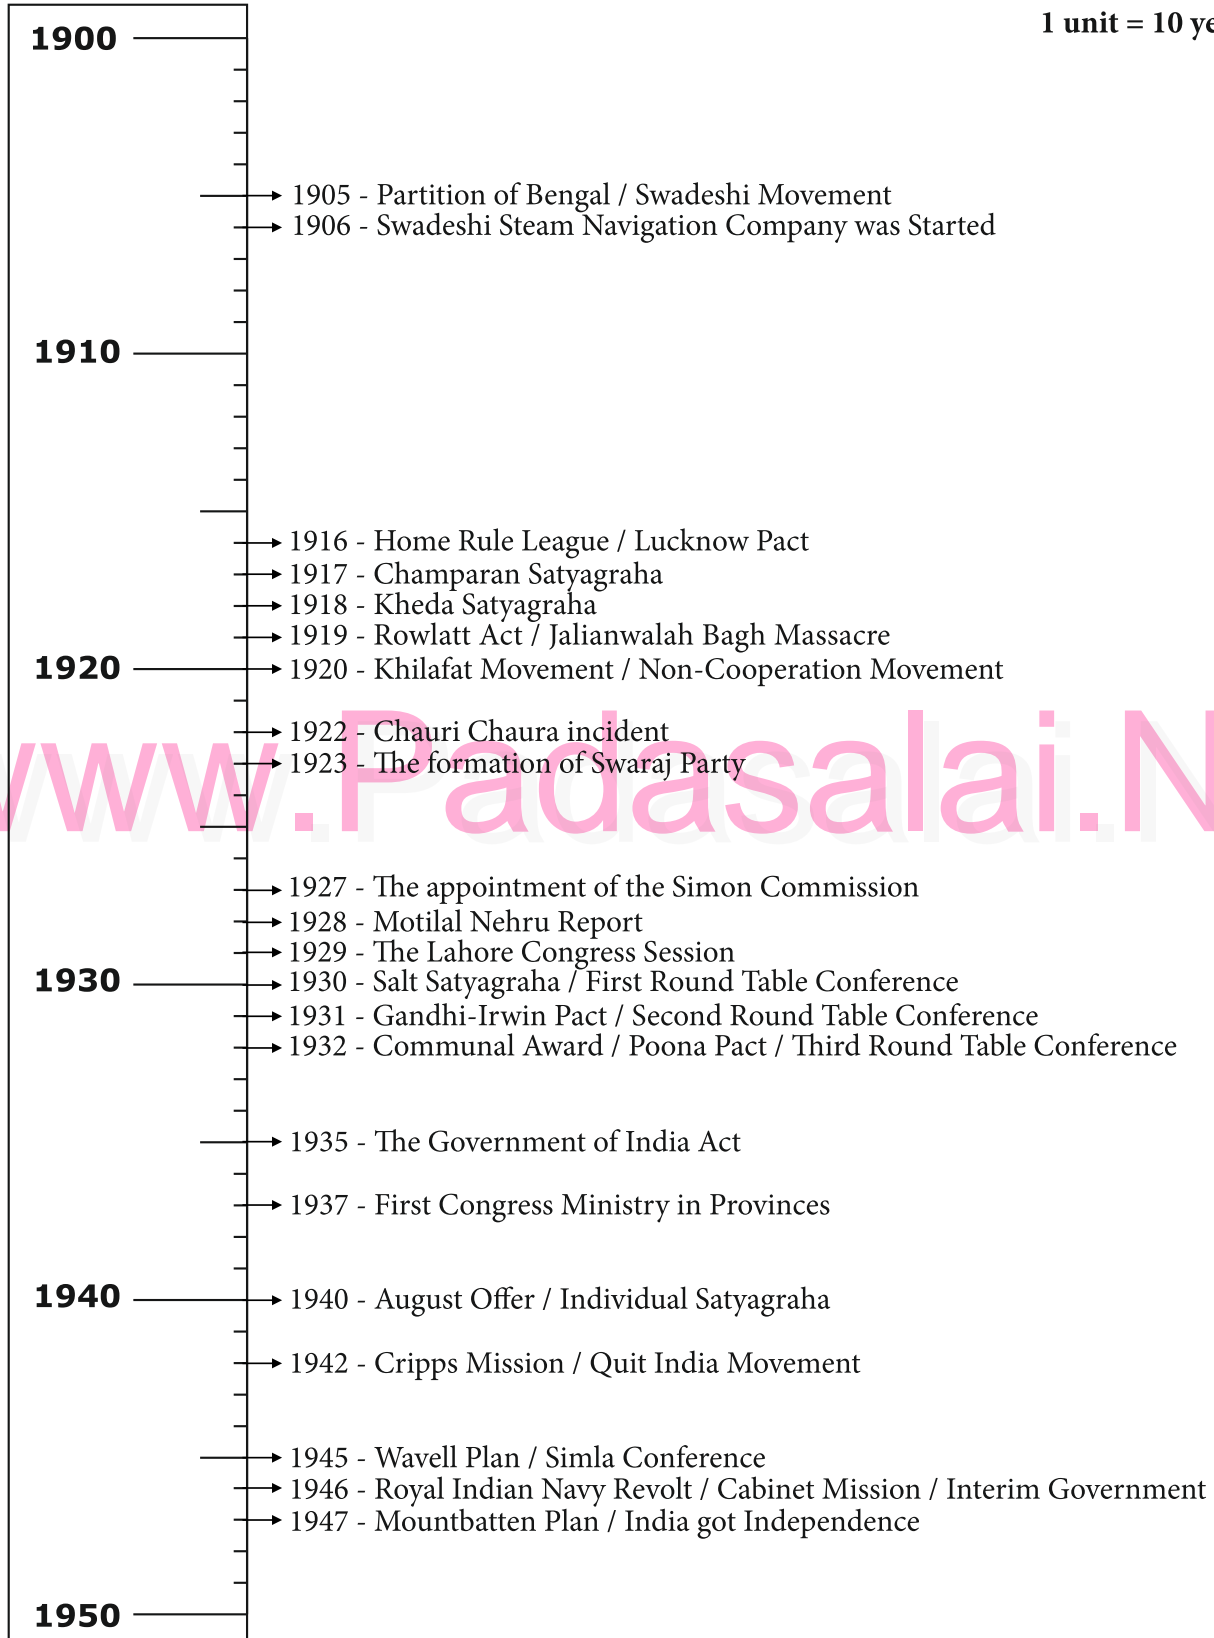 1 unit = 10 ye
1900
1905 - Partition of Bengal / Swadeshi Movement
1906 - Swadeshi Steam Navigation Company was Started
1910
1916 - Home Rule League / Lucknow Pact
1917 - Champaran Satyagraha
1918 - Kheda Satyagraha
1919 - Rowlatt Act / Jalianwalah Bagh Massacre
1920
1920 - Khilafat Movement / Non-Cooperation Movement
1922 - Chauri Chaura incident
1923 - The formation of Swaraj Party
www.Padasalai.N
1927 - The appointment of the Simon Commission
1928 - Motilal Nehru Report
1929 - The Lahore Congress Session
1930
1930 - Salt Satyagraha / First Round Table Conference
1931 - Gandhi-Irwin Pact / Second Round Table Conference
1932 - Communal Award / Poona Pact / Third Round Table Conference
1935 - The Government of India Act
1937 - First Congress Ministry in Provinces
1940
1940 - August Offer / Individual Satyagraha
1942 - Cripps Mission / Quit India Movement
1945 - Wavell Plan / Simla Conference
1946 - Royal Indian Navy Revolt / Cabinet Mission / Interim Government
1947 - Mountbatten Plan / India got Independence
1950